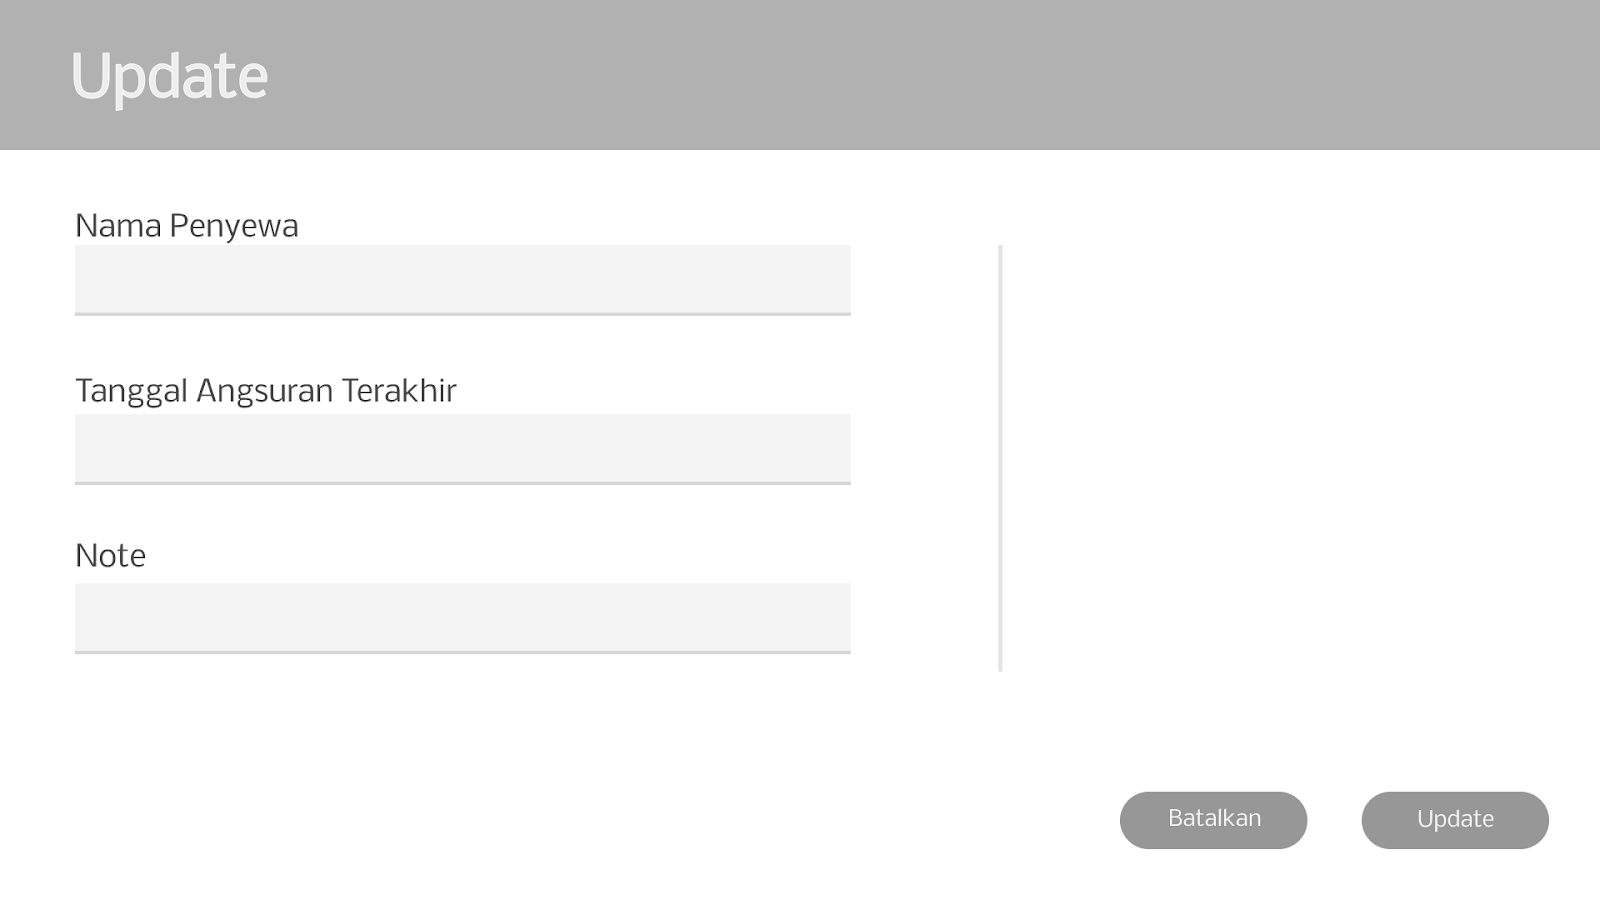 Update
Nama Penyewa
Tanggal Angsuran Terakhir
Note
Batalkan
Update